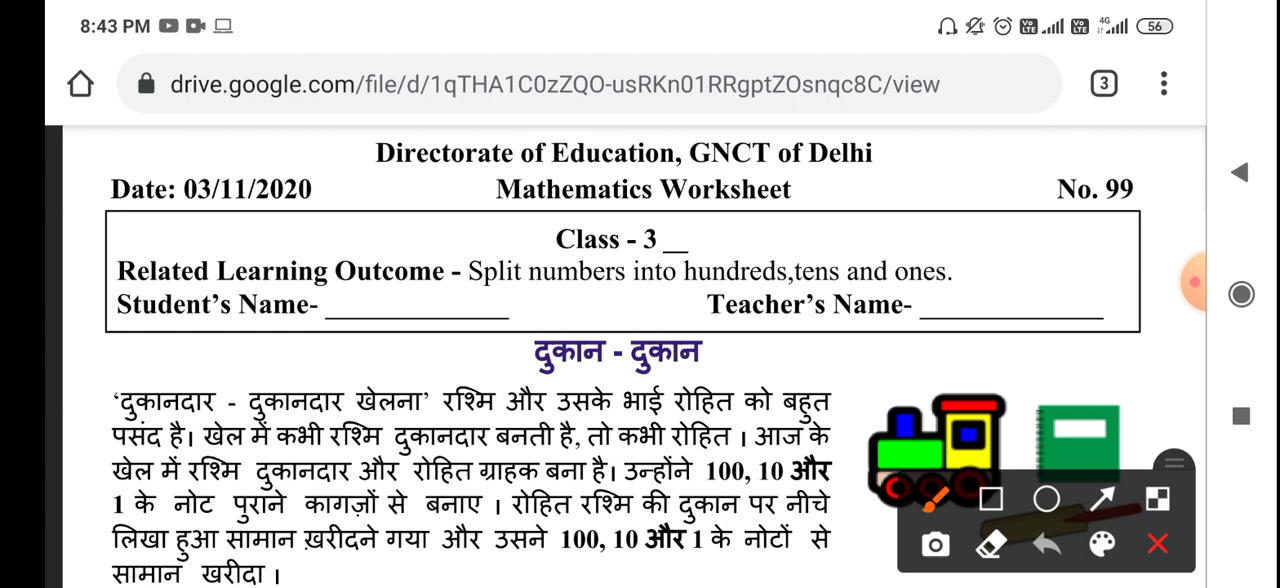 8:43 PM
4G 56
drive.google.com/file/d/1qTHA1C0zZQO-usRKn01RRgptZOsnqc8C/view
3
Directorate of Education, GNCT of Delhi
Date: 03/11/2020 Mathematics Worksheet No. 99
Class - 3 __
Related Learning Outcome - Split numbers into hundreds,tens and ones.
Student’s Name- ____________ Teacher’s Name- ____________
दुकान - दुकान
‘दुकानदार - दुकानदार खेलना’ रश्मि और उसके भाई रोहित को बहुत
पसंद है। खेल में कभी रश्मि दुकानदार बनती है, तो कभी रोहित । आज के
खेल में रश्मि दुकानदार और रोहित ग्राहक बना है। उन्होंने 100, 10 और
1 के नोट पुराने कागज़ों से बनाए । रोहित रश्मि की दुकान पर नीचे
लिखा हुआ सामान ख़रीदने गया और उसने 100, 10 और 1 के नोटों से
सामान खरीदा ।